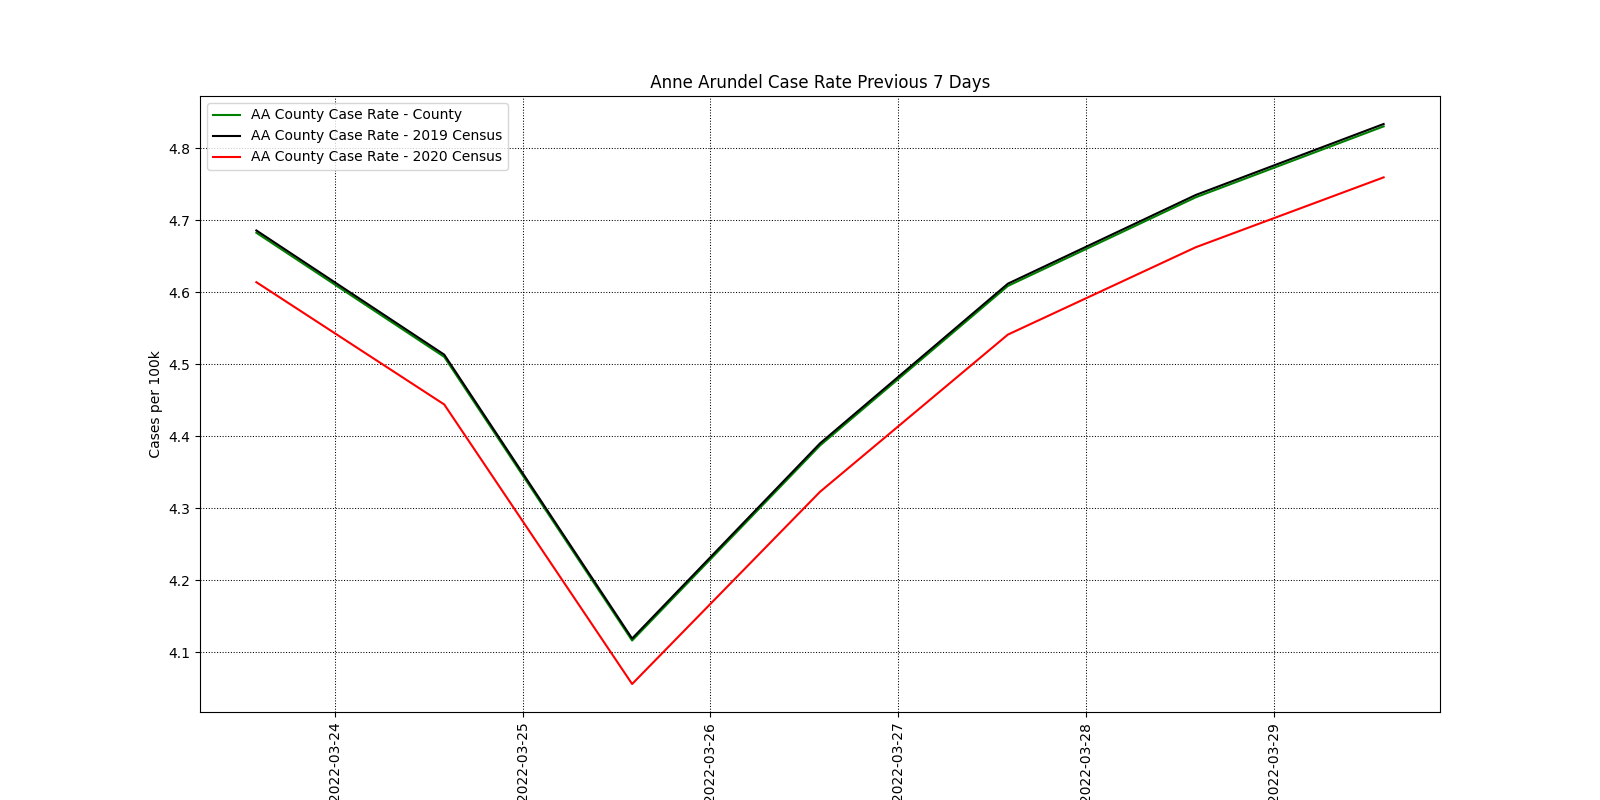 Anne Arundel Case Rate Previous 7 Days
AA County Case Rate - County
AA County Case Rate - 2019 Census
AA County Case Rate - 2020 Census
Cases per 100k
4.8
4.7
4.6
4.5
4.4
4.3
4.2
4.1
2022-03-24
2022-03-25
2022-03-26
2022-03-27
2022-03-28
2022-03-29